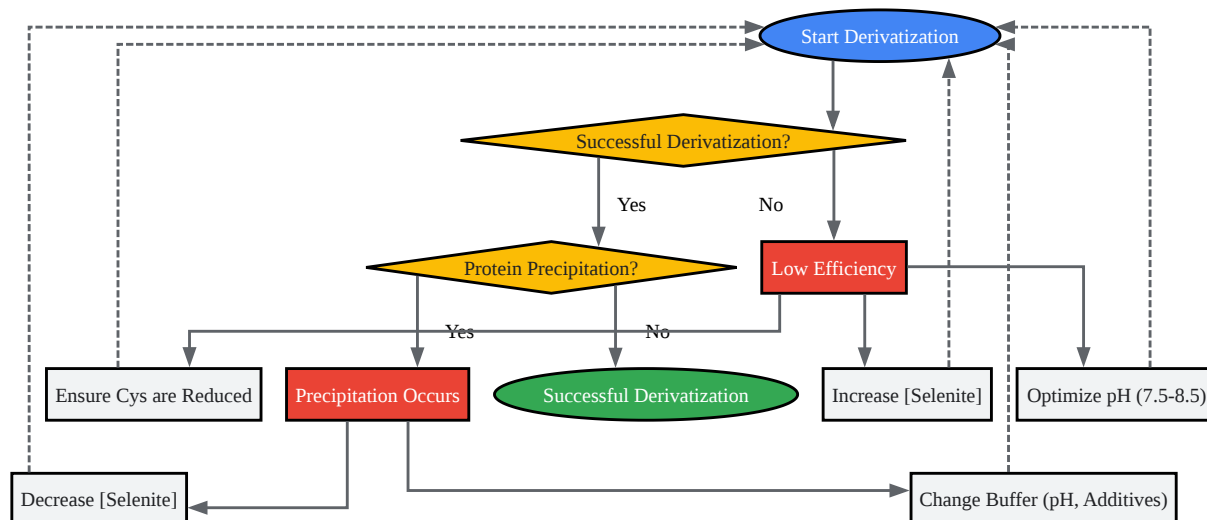 Start Derivatization
Successful Derivatization?
Yes
No
Protein Precipitation?
Low Efficiency
Yes
No
Ensure Cys are Reduced
Precipitation Occurs
Successful Derivatization
Increase [Selenite]
Optimize pH (7.5-8.5)
Decrease [Selenite]
Change Buffer (pH, Additives)